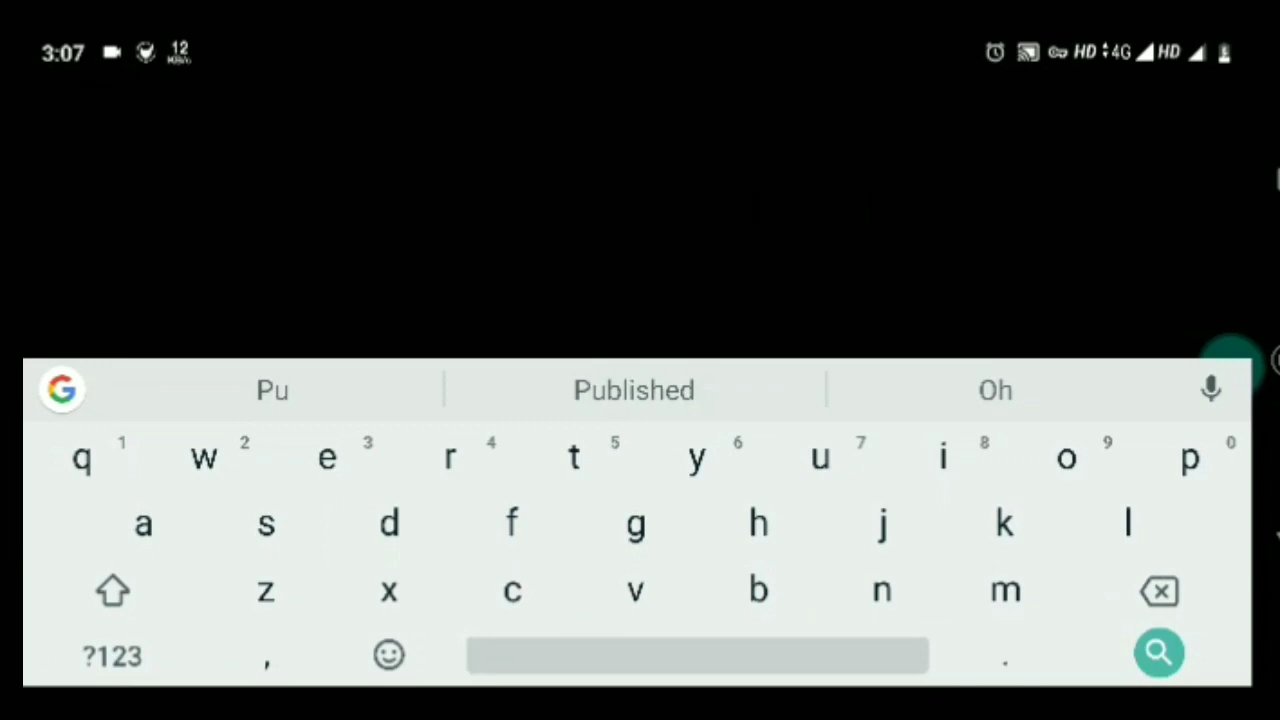 3:07 12 HD 4G HD
Pu Published Oh
q 1 w 2 e 3 r 4 t 5 y 6 u 7 i 8 o 9 p 0
a s d f g h j k l
z x c v b n m
?123 , .